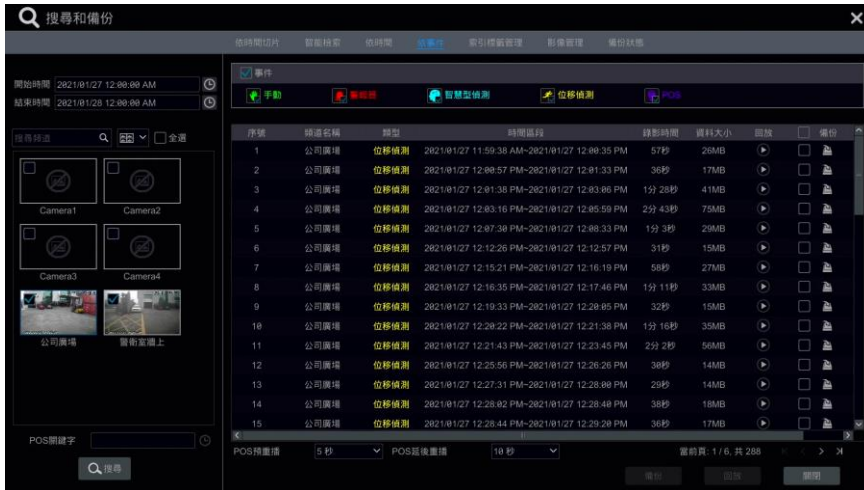 搜尋和備份
依時間切片 智能檢索 依時間 依事件 索引標籤管理 影像管理 備份狀態
開始時間 2021/01/27 12:00:00 AM
結束時間 2021/01/28 12:00:00 AM
搜尋頻道 全選
Camera1 Camera2
Camera3 Camera4
公司廣場 警衛室牆上
POS關鍵字
搜尋
事件
手動 智慧型偵測 位移偵測 POS
序號 頻道名稱 類型 時間區段 錄影時間 資料大小 回放 備份
1 公司廣場 位移偵測 2021/01/27 11:59:38 AM~2021/01/27 12:00:35 PM 57秒 26MB
2 公司廣場 位移偵測 2021/01/27 12:00:57 PM~2021/01/27 12:01:33 PM 36秒 17MB
3 公司廣場 位移偵測 2021/01/27 12:01:38 PM~2021/01/27 12:03:06 PM 1分 28秒 41MB
4 公司廣場 位移偵測 2021/01/27 12:03:16 PM~2021/01/27 12:05:59 PM 2分 43秒 75MB
5 公司廣場 位移偵測 2021/01/27 12:07:30 PM~2021/01/27 12:08:33 PM 1分 3秒 29MB
6 公司廣場 位移偵測 2021/01/27 12:12:26 PM~2021/01/27 12:12:57 PM 31秒 15MB
7 公司廣場 位移偵測 2021/01/27 12:15:21 PM~2021/01/27 12:16:19 PM 58秒 27MB
8 公司廣場 位移偵測 2021/01/27 12:16:35 PM~2021/01/27 12:17:46 PM 1分 11秒 33MB
9 公司廣場 位移偵測 2021/01/27 12:19:33 PM~2021/01/27 12:20:05 PM 32秒 15MB
10 公司廣場 位移偵測 2021/01/27 12:20:22 PM~2021/01/27 12:21:38 PM 1分 16秒 35MB
11 公司廣場 位移偵測 2021/01/27 12:21:43 PM~2021/01/27 12:23:45 PM 2分 2秒 56MB
12 公司廣場 位移偵測 2021/01/27 12:25:56 PM~2021/01/27 12:26:26 PM 30秒 14MB
13 公司廣場 位移偵測 2021/01/27 12:27:31 PM~2021/01/27 12:28:00 PM 29秒 14MB
14 公司廣場 位移偵測 2021/01/27 12:28:02 PM~2021/01/27 12:28:40 PM 38秒 18MB
15 公司廣場 位移偵測 2021/01/27 12:28:44 PM~2021/01/27 12:29:20 PM 36秒 17MB
POS預重播 5 秒 POS延後重播 10 秒 當前頁: 1 / 6, 共 288
備份 回放 關閉